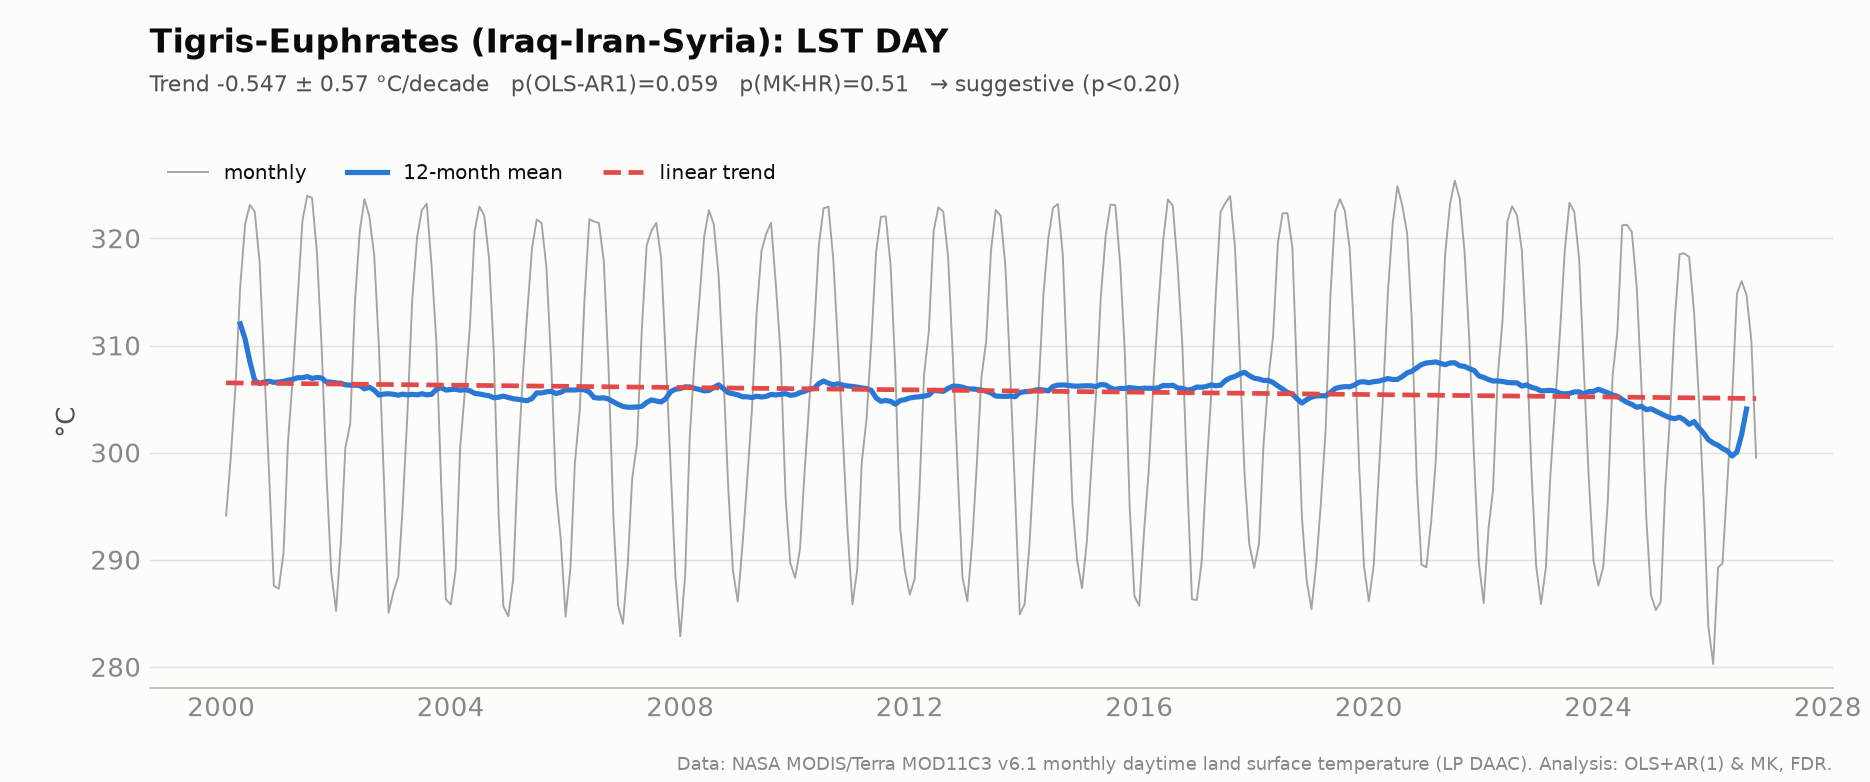 Tigris-Euphrates (Iraq-Iran-Syria): LST DAY
Trend -0.547 ± 0.57 °C/decade   p(OLS-AR1)=0.059   p(MK-HR)=0.51   → suggestive (p<0.20)
monthly   12-month mean   linear trend
320
310
300
290
280
°C
2000   2004   2008   2012   2016   2020   2024   2028
Data: NASA MODIS/Terra MOD11C3 v6.1 monthly daytime land surface temperature (LP DAAC). Analysis: OLS+AR(1) & MK, FDR.